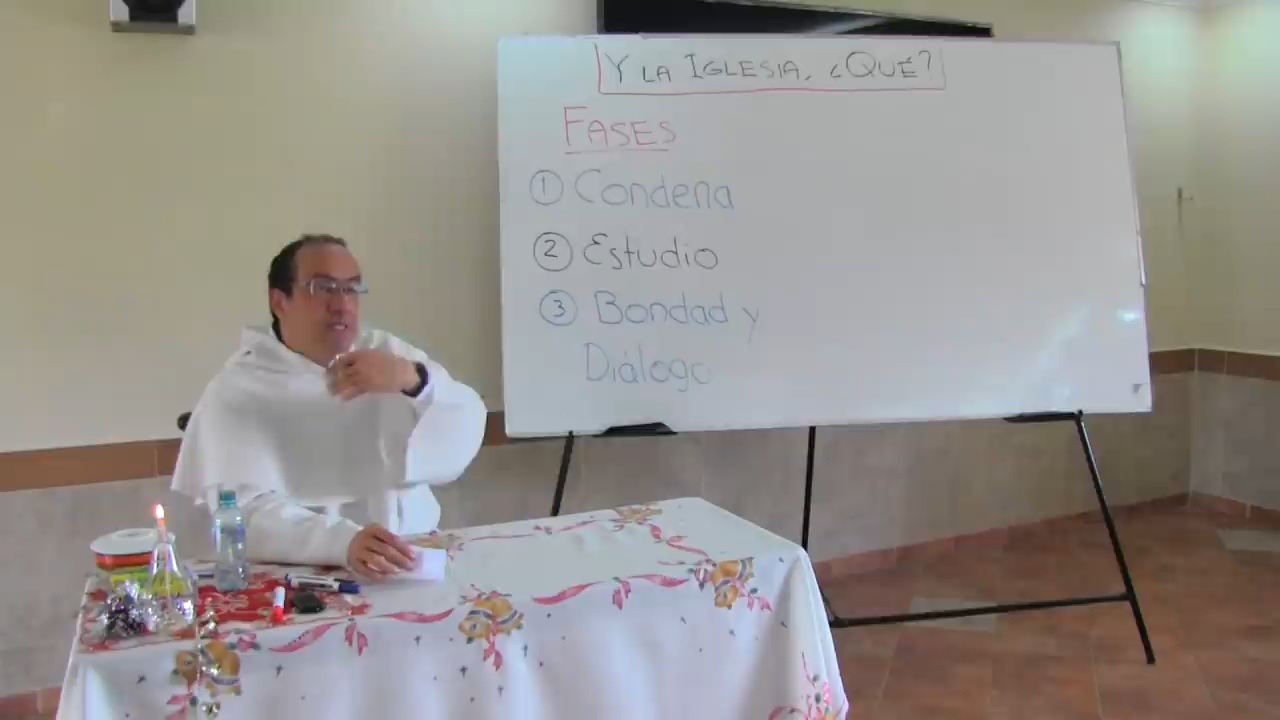 Y LA IGLESIA, ¿QUÉ?
FASES
1 Condena
2 Estudio
3 Bondad y
Diálogo